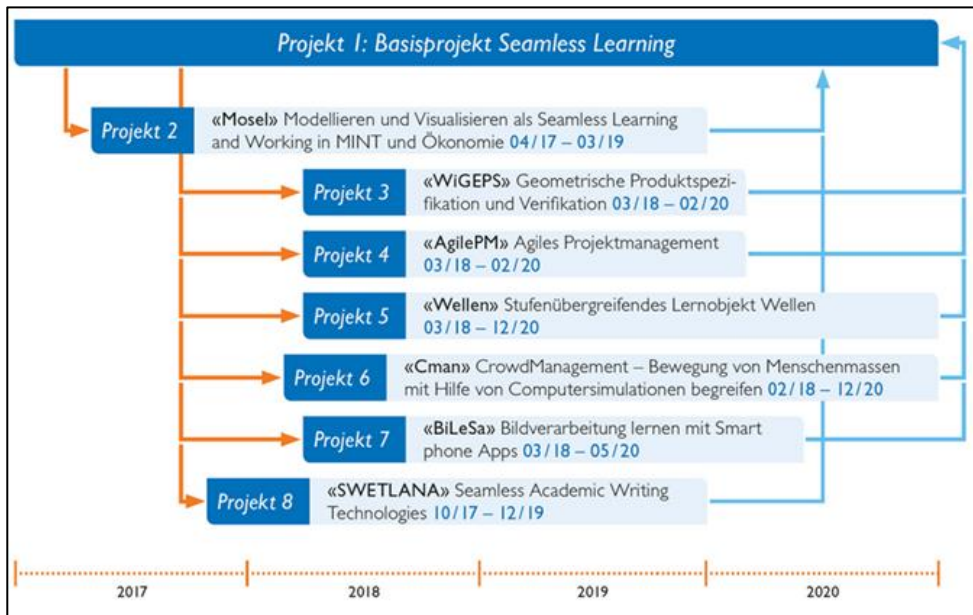 Projekt 1: Basisprojekt Seamless Learning
Projekt 2
«Mosel» Modellieren und Visualisieren als Seamless Learning
and Working in MINT und Ökonomie 04/17 – 03/19
Projekt 3
«WiGEPS» Geometrische Produktspezi-
fikation und Verifikation 03/18 – 02/20
Projekt 4
«AgilePM» Agiles Projektmanagement
03/18 – 02/20
Projekt 5
«Wellen» Stufenübergreifendes Lernobjekt Wellen
03/18 – 12/20
Projekt 6
«Cman» CrowdManagement – Bewegung von Menschenmassen
mit Hilfe von Computersimulationen begreifen 02/18 – 12/20
Projekt 7
«BiLeSa» Bildverarbeitung lernen mit Smart
phone Apps 03/18 – 05/20
Projekt 8
«SWETLANA» Seamless Academic Writing
Technologies 10/17 – 12/19
2017 2018 2019 2020